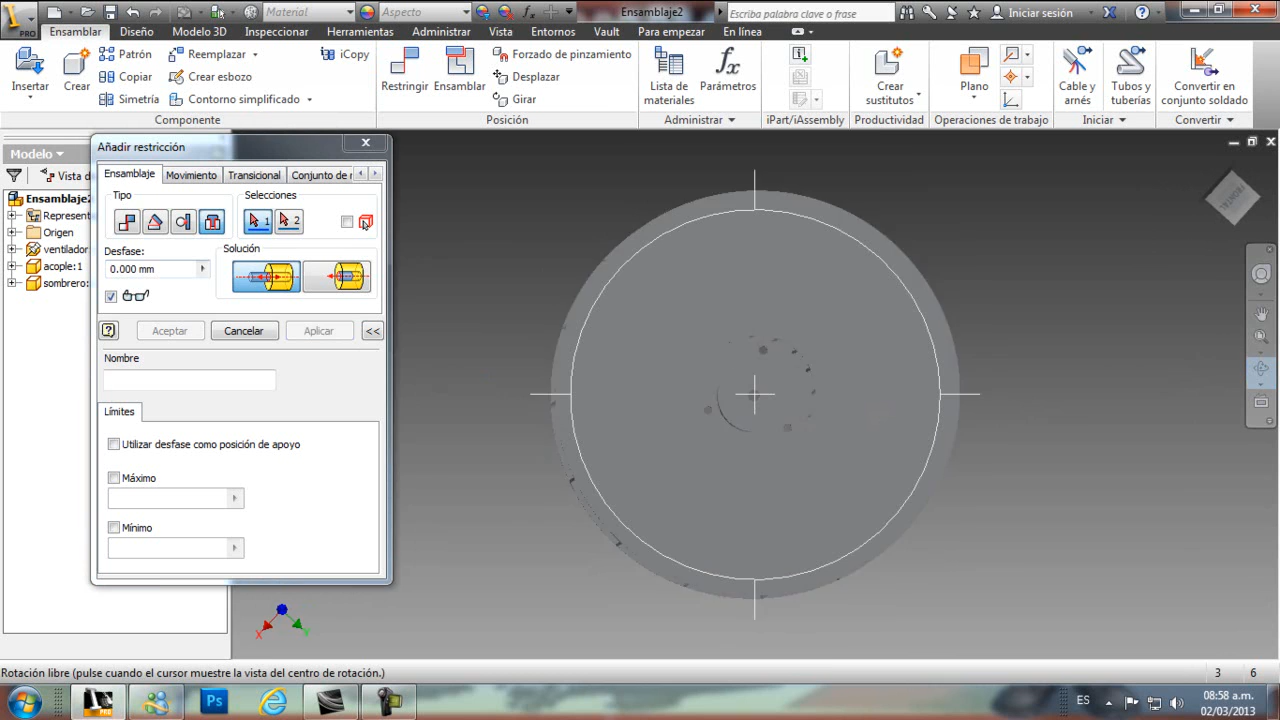 Material
Aspecto
Ensamblaje2
Escriba palabra clave o frase
Iniciar sesión
PRO
Ensamblar
Diseño
Modelo 3D
Inspeccionar
Herramientas
Administrar
Vista
Entornos
Vault
Para empezar
En línea
Insertar
Crear
Patrón
Copiar
Simetría
Reemplazar
Crear esbozo
Contorno simplificado
iCopy
Restringir
Ensamblar
Forzado de pinzamiento
Desplazar
Girar
Lista de
materiales
Parámetros
Crear
sustitutos
Plano
Cable y
arnés
Tubos y
tuberías
Convertir en
conjunto soldado
Componente
Posición
Administrar
iPart/iAssembly
Productividad
Operaciones de trabajo
Iniciar
Convertir
Modelo
Vista d
Ensamblaje2
Represent
Origen
ventilador
acople:1
sombrero:
Añadir restricción
Ensamblaje
Movimiento
Transicional
Conjunto de r
Tipo
Selecciones
1
2
Desfase:
0.000 mm
Solución
Aceptar
Cancelar
Aplicar
<<
Nombre
Límites
Utilizar desfase como posición de apoyo
Máximo
Mínimo
X
Y
Rotación libre (pulse cuando el cursor muestre la vista del centro de rotación.)
3
6
PRO
Ps
ES
08:58 a.m.
02/03/2013